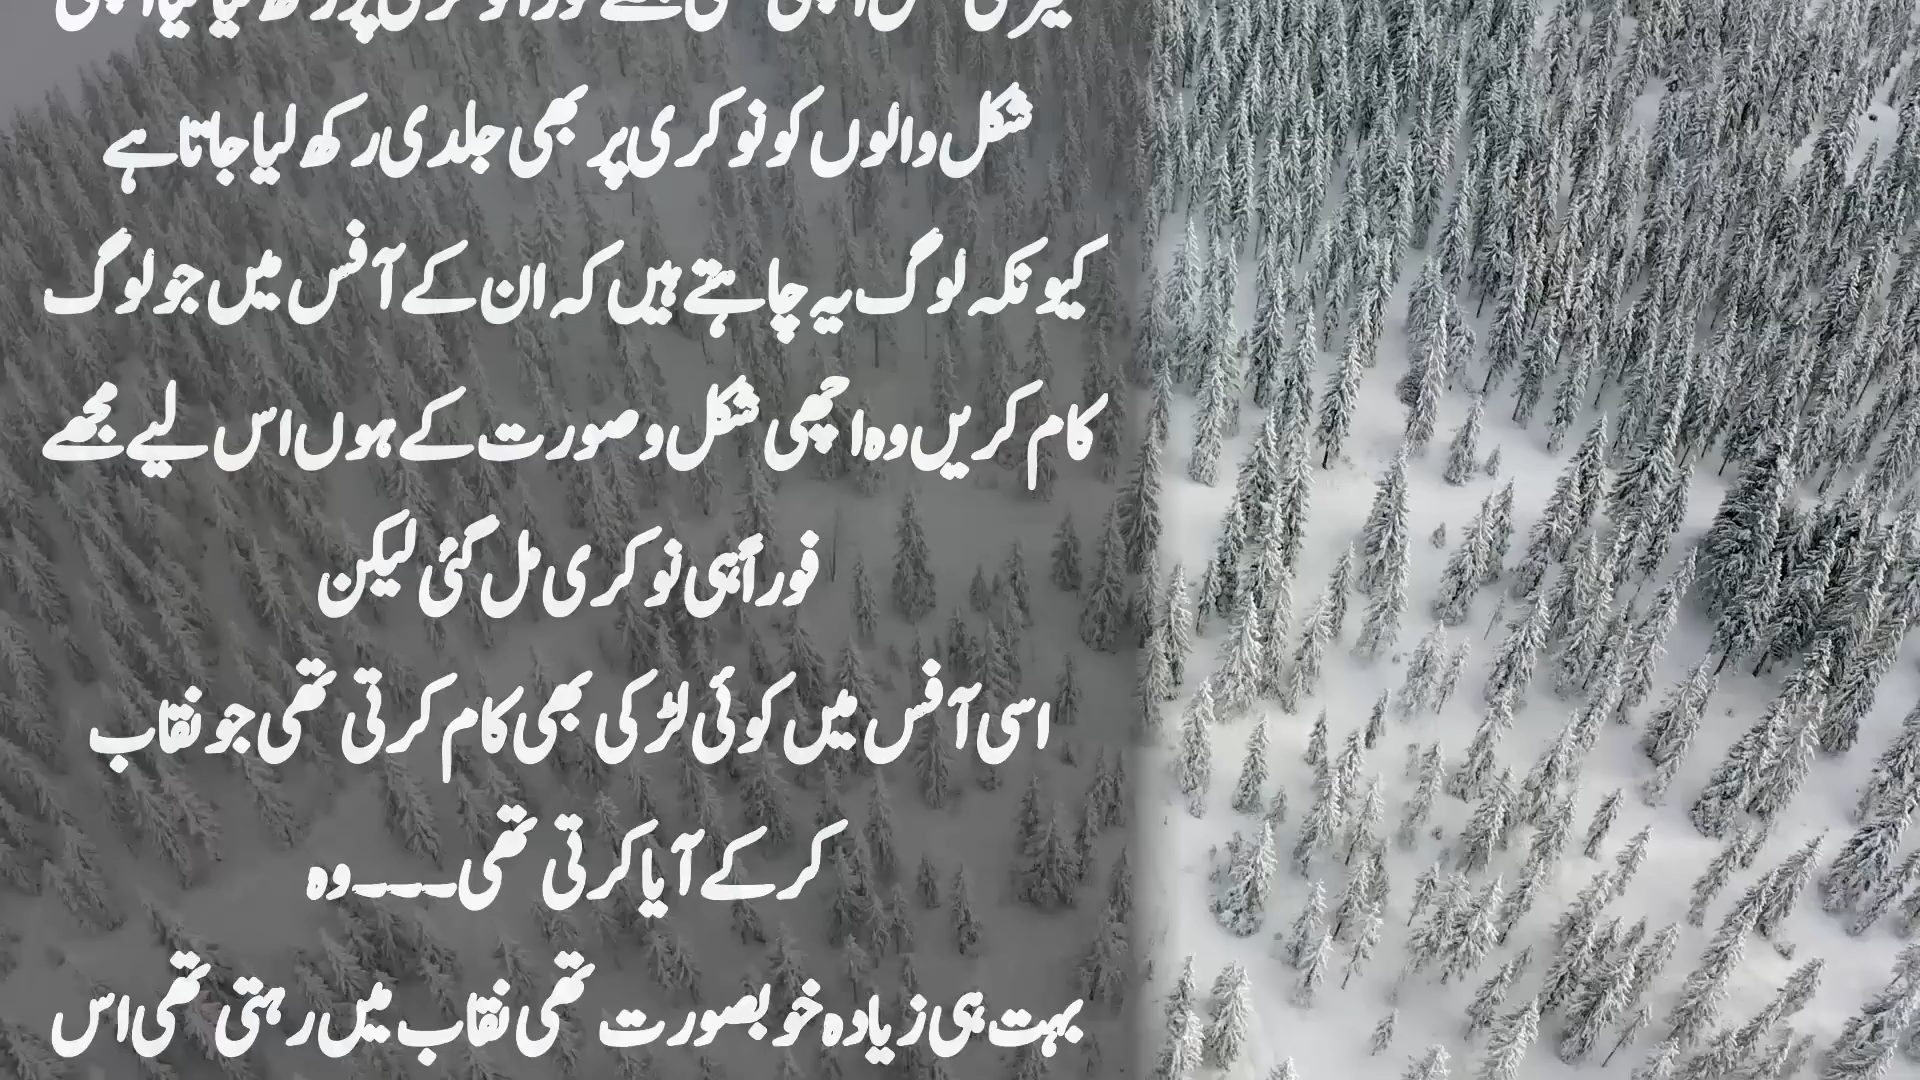 شکل والوں کو نوکری پر بھی جلدی رکھ لیا جاتا ہے
کیونکہ لوگ یہ چاہتے ہیں کہ ان کے آفس میں جو لوگ
کام کریں وہ اچھی شکل و صورت کے ہوں اس لیے مجھے
فوراً ہی نوکری مل گئی لیکن
اسی آفس میں کوئی لڑکی بھی کام کرتی تھی جو نقاب
کر کے آیا کرتی تھی۔۔۔۔وہ
بہت ہی زیادہ خوبصورت تھی نقاب میں رہتی تھی اس